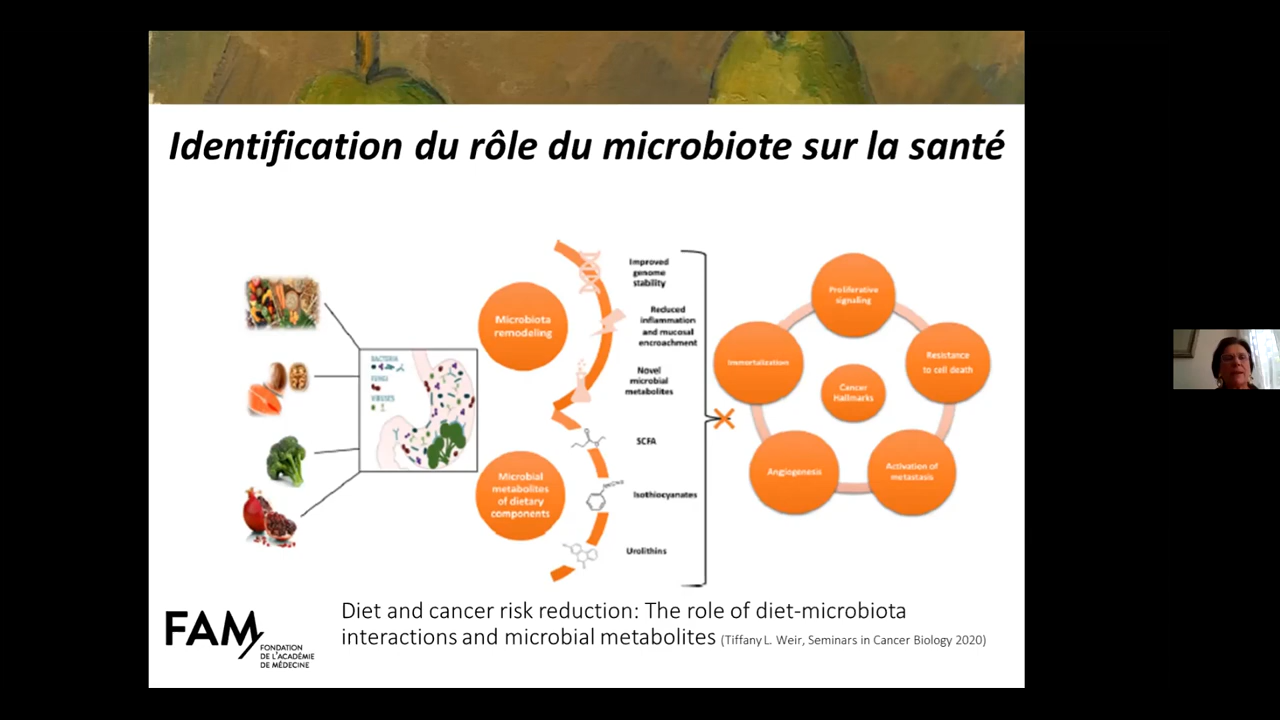 Identification du rôle du microbiote sur la santé
BACTERIA
FUNGI
VIRUSES
Microbiota
remodeling
Microbial
metabolites
of dietary
components
Improved
genome
stability
Reduced
inflammation
and mucosal
encroachment
Novel
microbial
metabolites
SCFA
Isothiocyanates
Urolithins
Proliferative
signaling
Immortalization
Resistance
to cell death
Cancer
Hallmarks
Angiogenesis
Activation of
metastasis
FAM
FONDATION
DE L'ACADÉMIE
DE MÉDECINE
Diet and cancer risk reduction: The role of diet-microbiota
interactions and microbial metabolites (Tiffany L. Weir, Seminars in Cancer Biology 2020)